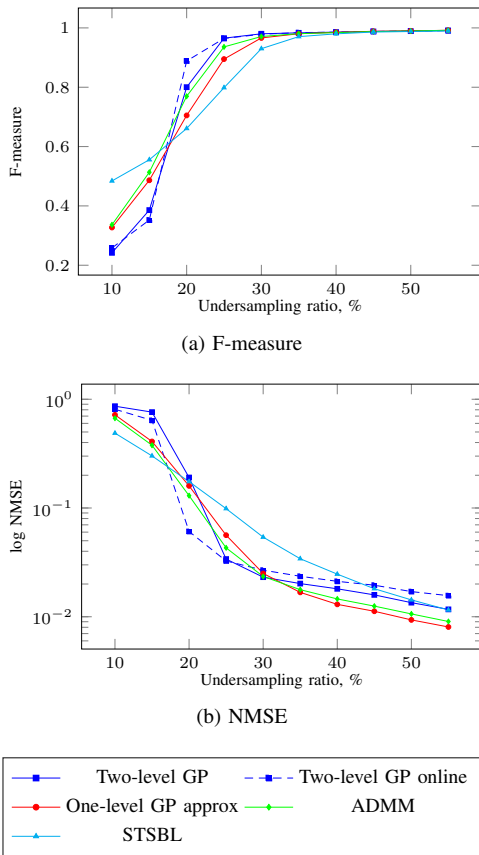 1
0.8
0.6
0.4
0.2
F-measure
10 20 30 40 50
Undersampling ratio, %
(a) F-measure
10^0
10^−1
10^−2
log NMSE
10 20 30 40 50
Undersampling ratio, %
(b) NMSE
Two-level GP Two-level GP online
One-level GP approx ADMM
STSBL